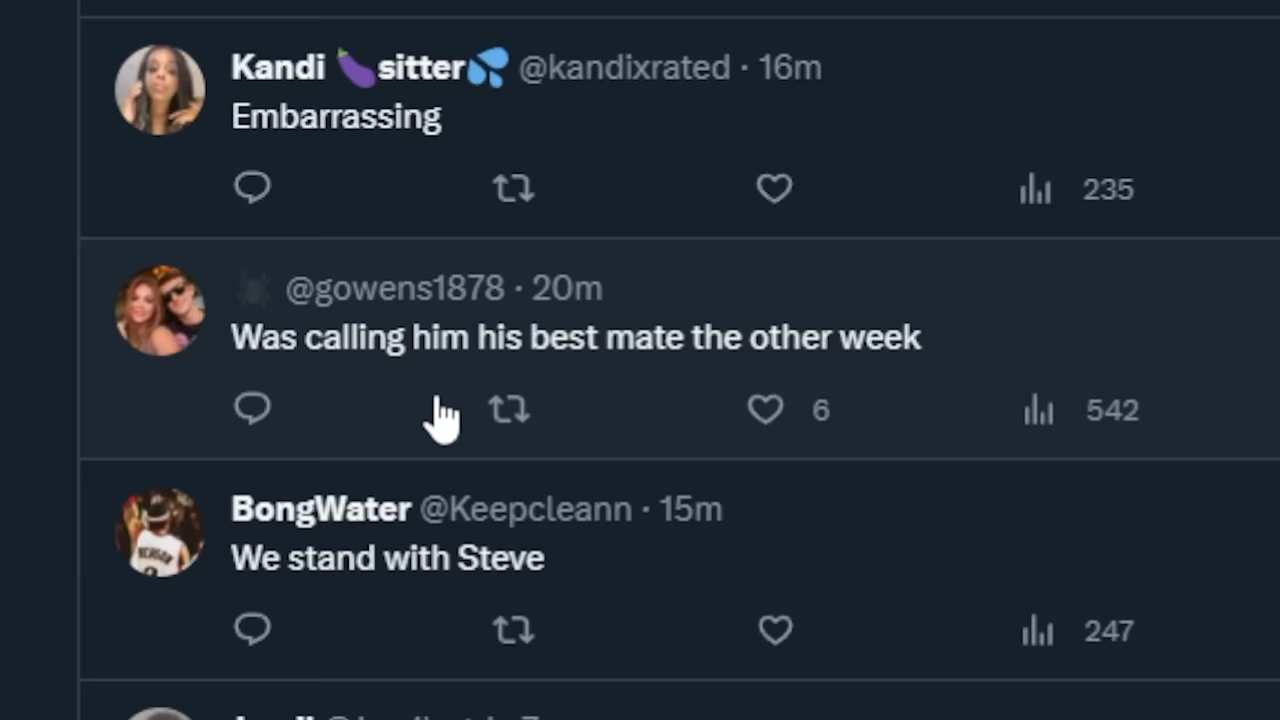 Kandi 🍆sitter💦 @kandixrated · 16m
Embarrassing
235
🕷 @gowens1878 · 20m
Was calling him his best mate the other week
6 542
BongWater @Keepcleann · 15m
We stand with Steve
247